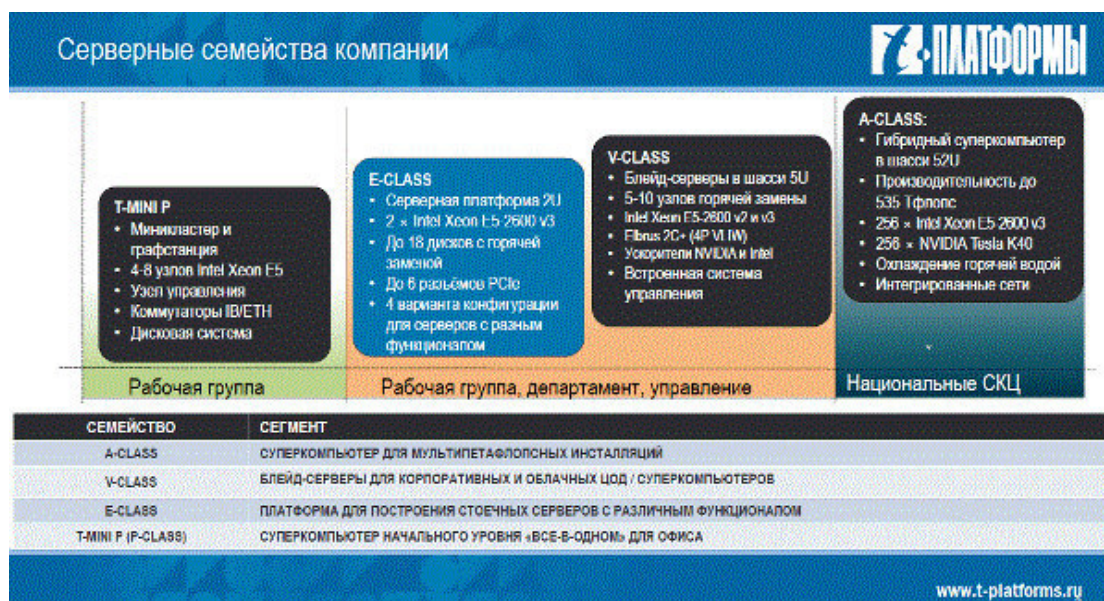 Серверные семейства компании
Т-ПЛАТФОРМЫ
T-MINI P
• Миникластер и
графстанция
• 4-8 узлов Intel Xeon E5
• Узел управления
• Коммутаторы IB/ETH
• Дисковая система
E-CLASS
• Серверная платформа 2U
• 2 × Intel Xeon E5-2600 v3
• До 18 дисков с горячей
заменой
• До 6 разъёмов PCIe
• 4 варианта конфигурации
для серверов с разным
функционалом
V-CLASS
• Блейд-серверы в шасси 5U
• 5-10 узлов горячей замены
• Intel Xeon E5-2600 v2 и v3
• Elbrus 2C+ (4P VLIW)
• Ускорители NVIDIA и Intel
• Встроенная система
управления
A-CLASS:
• Гибридный суперкомпьютер
в шасси 52U
• Производительность до
535 Тфлопс
• 256 × Intel Xeon E5-2600 v3
• 256 × NVIDIA Tesla K40
• Охлаждение горячей водой
• Интегрированные сети
Рабочая группа
Рабочая группа, департамент, управление
Национальные СКЦ
СЕМЕЙСТВО СЕГМЕНТ
A-CLASS СУПЕРКОМПЬЮТЕР ДЛЯ МУЛЬТИПЕТАФЛОПСНЫХ ИНСТАЛЛЯЦИЙ
V-CLASS БЛЕЙД-СЕРВЕРЫ ДЛЯ КОРПОРАТИВНЫХ И ОБЛАЧНЫХ ЦОД / СУПЕРКОМПЬЮТЕРОВ
E-CLASS ПЛАТФОРМА ДЛЯ ПОСТРОЕНИЯ СТОЕЧНЫХ СЕРВЕРОВ С РАЗЛИЧНЫМ ФУНКЦИОНАЛОМ
T-MINI P (P-CLASS) СУПЕРКОМПЬЮТЕР НАЧАЛЬНОГО УРОВНЯ «ВСЕ-В-ОДНОМ» ДЛЯ ОФИСА
www.t-platforms.ru